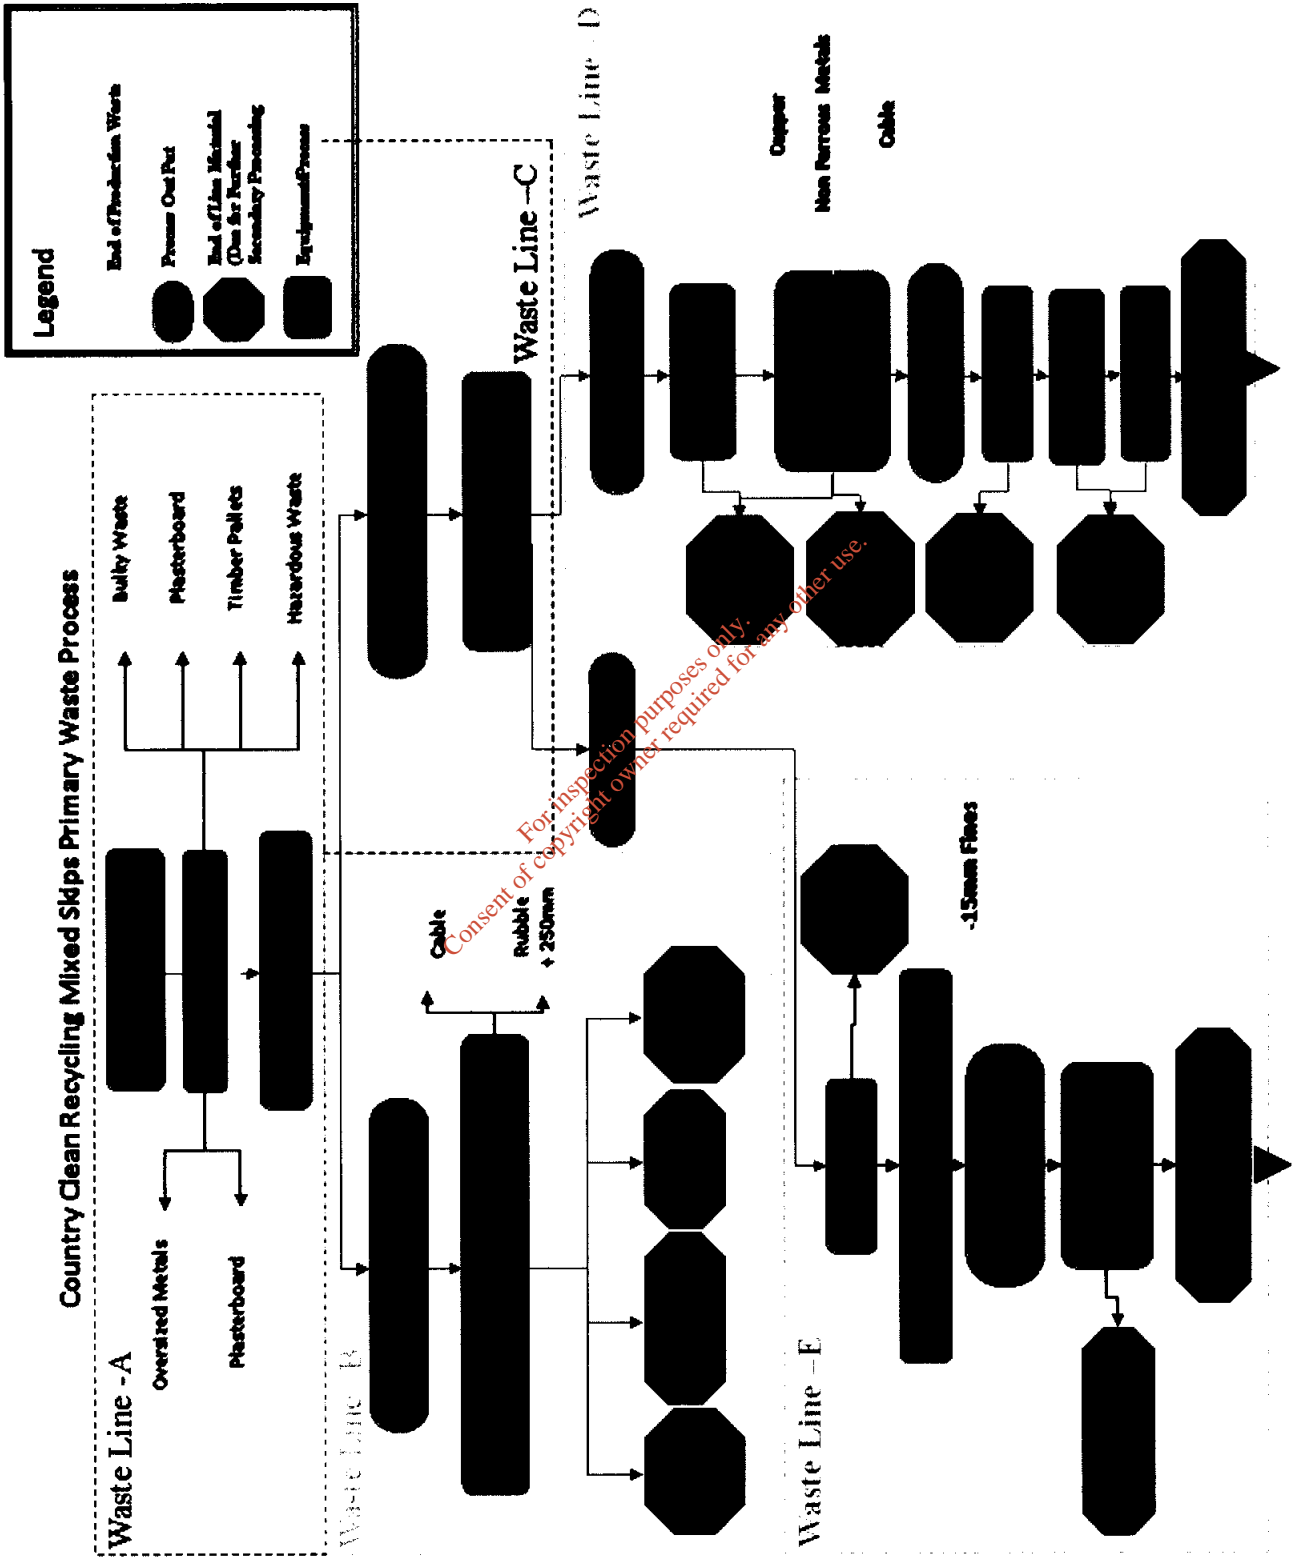 Country Clean Recycling Mixed Skips Primary Waste Process
Legend
End of Production Waste
Process Out Put
End of Line Material
(Due for Further
Secondary Processing
Equipment/Process
Waste Line -A
Oversized Metals
Plasterboard
Bulky Waste
Plasterboard
Timber Pallets
Hazardous Waste
Waste Line B
Cable
Rubble
+ 250mm
Waste Line –C
Waste Line D
Copper
Non Ferrous Metals
Cable
Waste Line –E
-15mm Fines
For inspection purposes only.
Consent of copyright owner required for any other use.